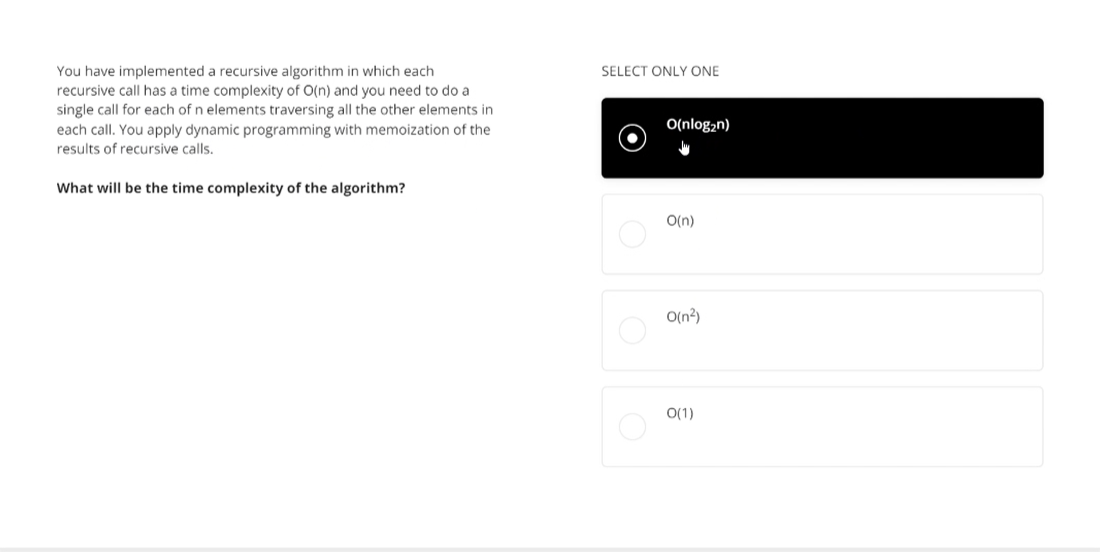 You have implemented a recursive algorithm in which each
recursive call has a time complexity of O(n) and you need to do a
single call for each of n elements traversing all the other elements in
each call. You apply dynamic programming with memoization of the
results of recursive calls.
What will be the time complexity of the algorithm?
SELECT ONLY ONE
O(nlog₂n)
O(n)
O(n²)
O(1)